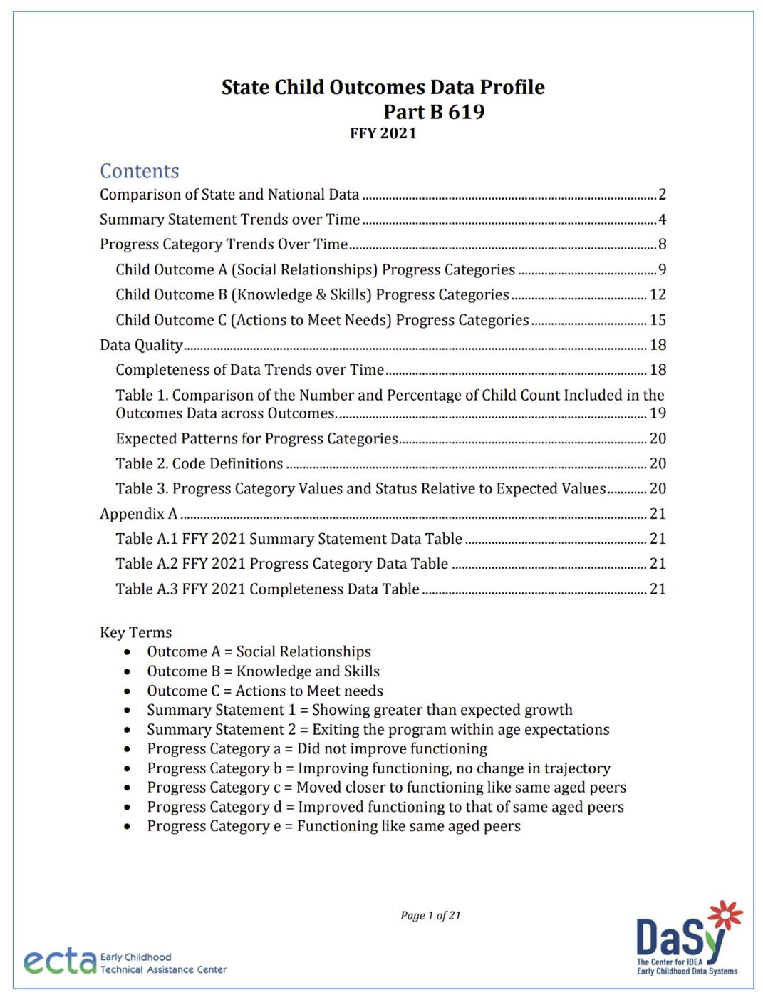 State Child Outcomes Data Profile
Part B 619
FFY 2021
Contents
Comparison of State and National Data ........................................................................................ 2
Summary Statement Trends over Time ........................................................................................ 4
Progress Category Trends Over Time ............................................................................................ 8
Child Outcome A (Social Relationships) Progress Categories .......................................... 9
Child Outcome B (Knowledge & Skills) Progress Categories ......................................... 12
Child Outcome C (Actions to Meet Needs) Progress Categories ................................... 15
Data Quality ........................................................................................................................................... 18
Completeness of Data Trends over Time ............................................................................... 18
Table 1. Comparison of the Number and Percentage of Child Count Included in the
Outcomes Data across Outcomes. ............................................................................................. 19
Expected Patterns for Progress Categories ........................................................................... 20
Table 2. Code Definitions ............................................................................................................. 20
Table 3. Progress Category Values and Status Relative to Expected Values ............ 20
Appendix A ............................................................................................................................................ 21
Table A.1 FFY 2021 Summary Statement Data Table ....................................................... 21
Table A.2 FFY 2021 Progress Category Data Table ........................................................... 21
Table A.3 FFY 2021 Completeness Data Table .................................................................... 21
Key Terms
• Outcome A = Social Relationships
• Outcome B = Knowledge and Skills
• Outcome C = Actions to Meet needs
• Summary Statement 1 = Showing greater than expected growth
• Summary Statement 2 = Exiting the program within age expectations
• Progress Category a = Did not improve functioning
• Progress Category b = Improving functioning, no change in trajectory
• Progress Category c = Moved closer to functioning like same aged peers
• Progress Category d = Improved functioning to that of same aged peers
• Progress Category e = Functioning like same aged peers
Page 1 of 21
ecta Early Childhood
Technical Assistance Center
DaSy
The Center for IDEA
Early Childhood Data Systems